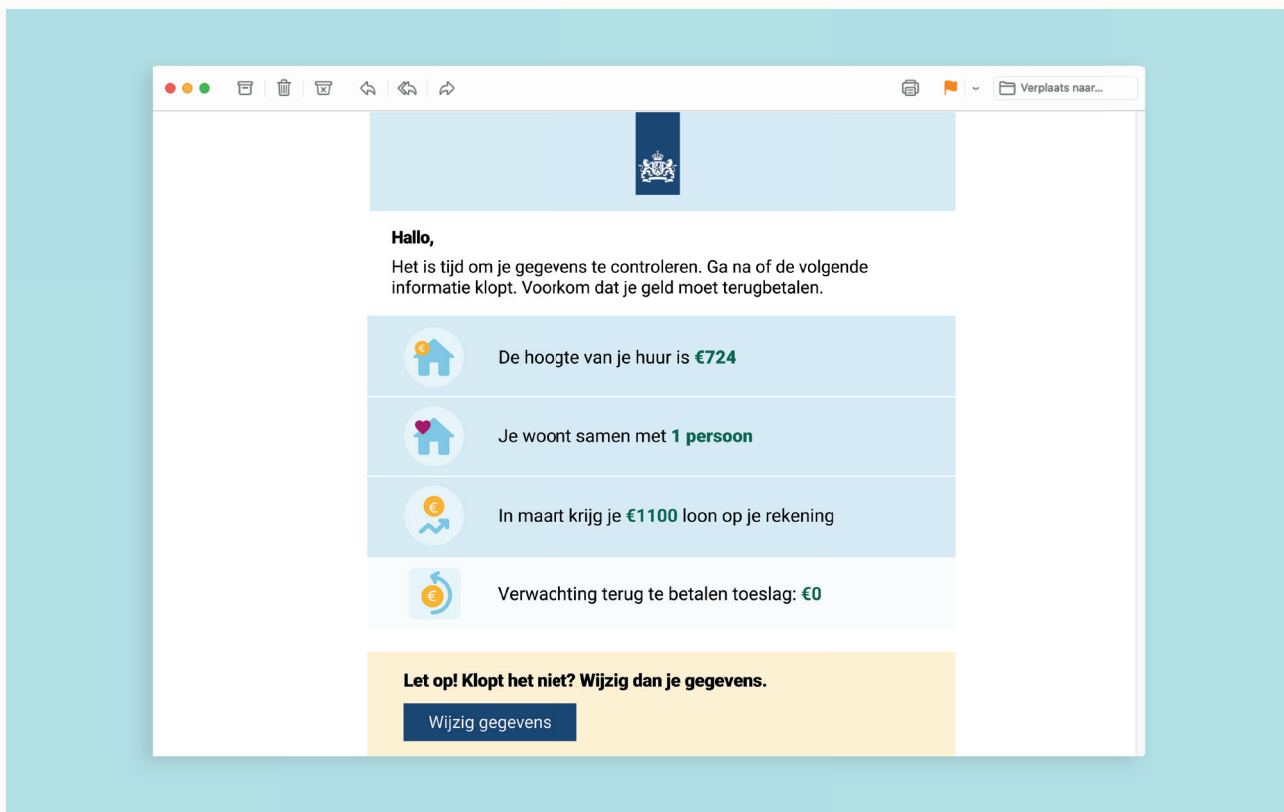 Verplaats naar...
Hallo,
Het is tijd om je gegevens te controleren. Ga na of de volgende
informatie klopt. Voorkom dat je geld moet terugbetalen.
€
De hoogte van je huur is €724
Je woont samen met 1 persoon
€
In maart krijg je €1100 loon op je rekening
€
Verwachting terug te betalen toeslag: €0
Let op! Klopt het niet? Wijzig dan je gegevens.
Wijzig gegevens